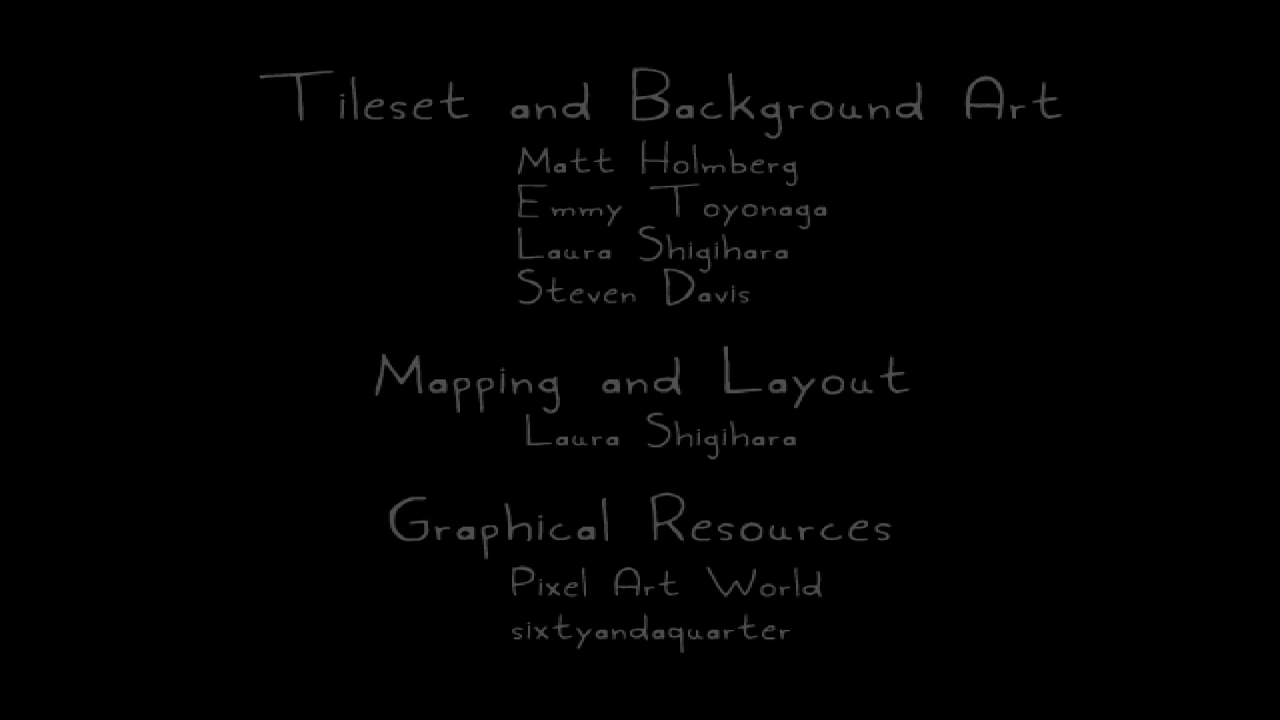 Tileset and Background Art
Matt Holmberg
Emmy Toyonaga
Laura Shigihara
Steven Davis
Mapping and Layout
Laura Shigihara
Graphical Resources
Pixel Art World
sixtyandaquarter